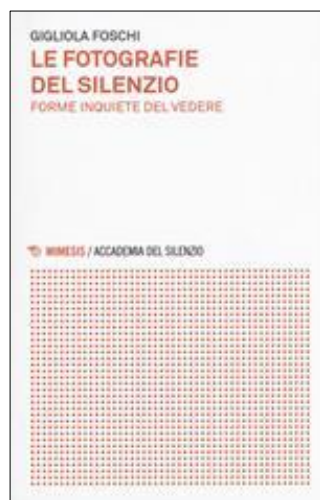 GIGLIOLA FOSCHI
LE FOTOGRAFIE
DEL SILENZIO
FORME INQUIETE DEL VEDERE
MIMESIS / ACCADEMIA DEL SILENZIO